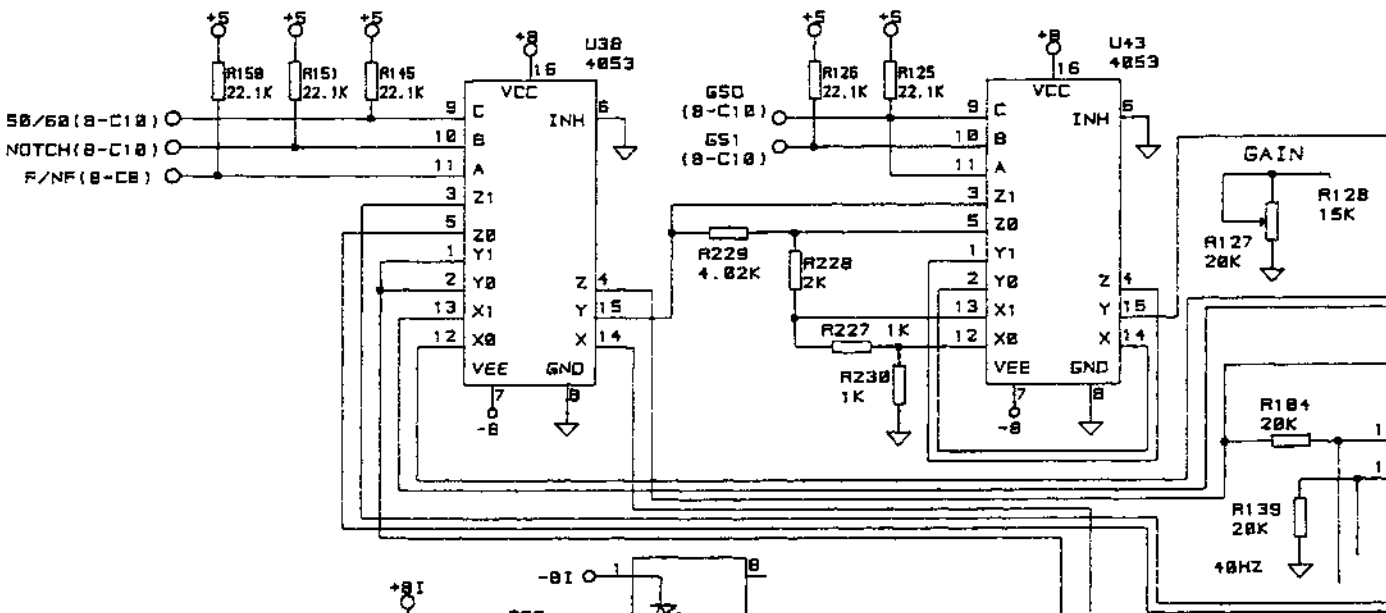 +5 +5 +5
+8
U38
4053
R150
22.1K
R151
22.1K
R145
22.1K
16
VCC
50/60(8-C10)
NOTCH(8-C10)
F/NF(8-C8)
9 C
10 B
11 A
3 Z1
5 Z0
1 Y1
2 Y0
13 X1
12 X0
INH 6
Z 4
Y 15
X 14
VEE GND
7 8
-8
+5 +5
+8
U43
4053
R126
22.1K
R125
22.1K
16
VCC
GS0
(8-C10)
GS1
(8-C10)
9 C
10 B
11 A
3 Z1
5 Z0
1 Y1
2 Y0
13 X1
12 X0
INH 6
Z 4
Y 15
X 14
VEE GND
7 8
-8
R229
4.02K
R228
2K
R227 1K
R230
1K
GAIN
R128
15K
R127
20K
R184
20K
1
1
R139
20K
40HZ
+8I
-8I
1
8